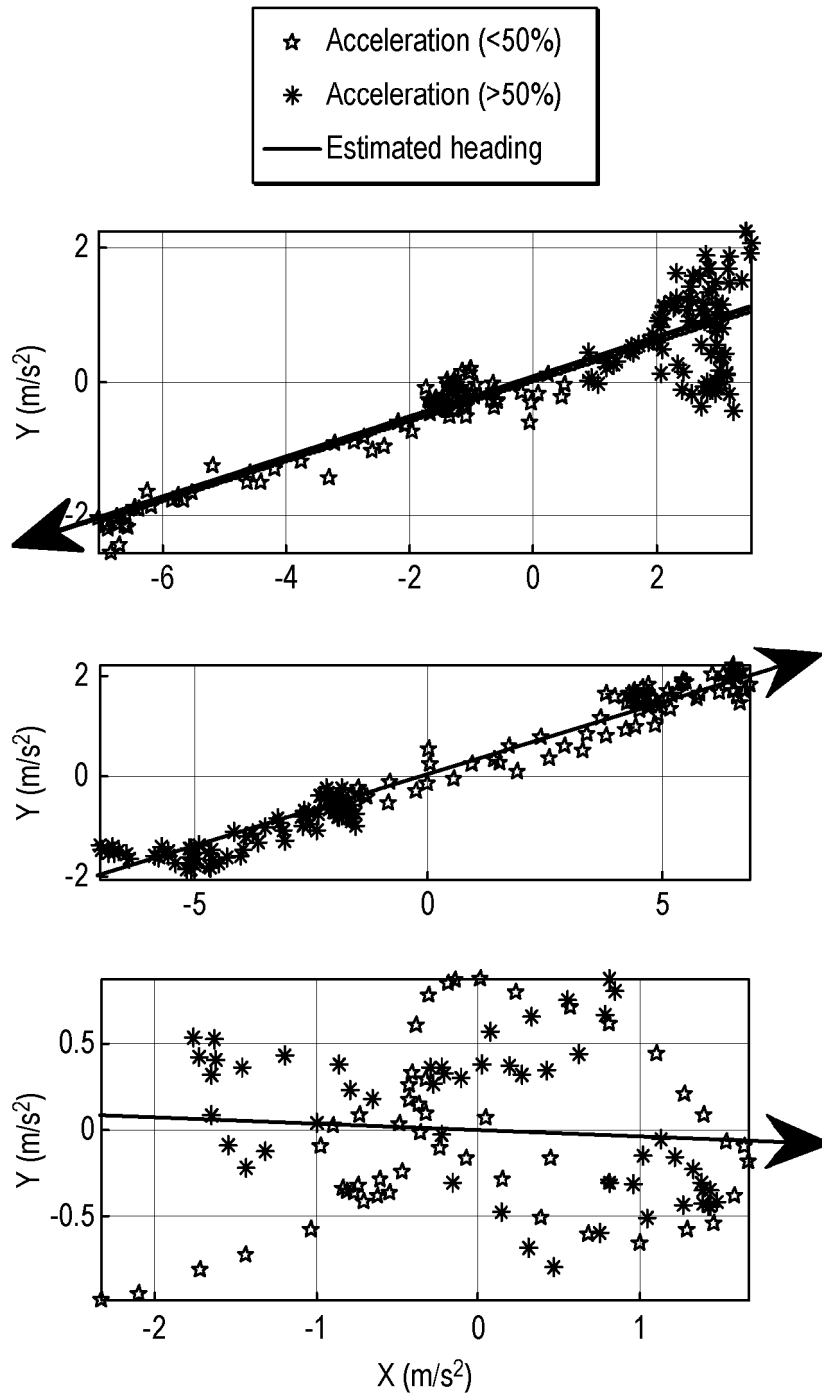 Acceleration (<50%)
Acceleration (>50%)
Estimated heading
2
0
-2
Y (m/s²)
-6 -4 -2 0 2
2
0
-2
Y (m/s²)
-5 0 5
0.5
0
-0.5
Y (m/s²)
-2 -1 0 1
X (m/s²)